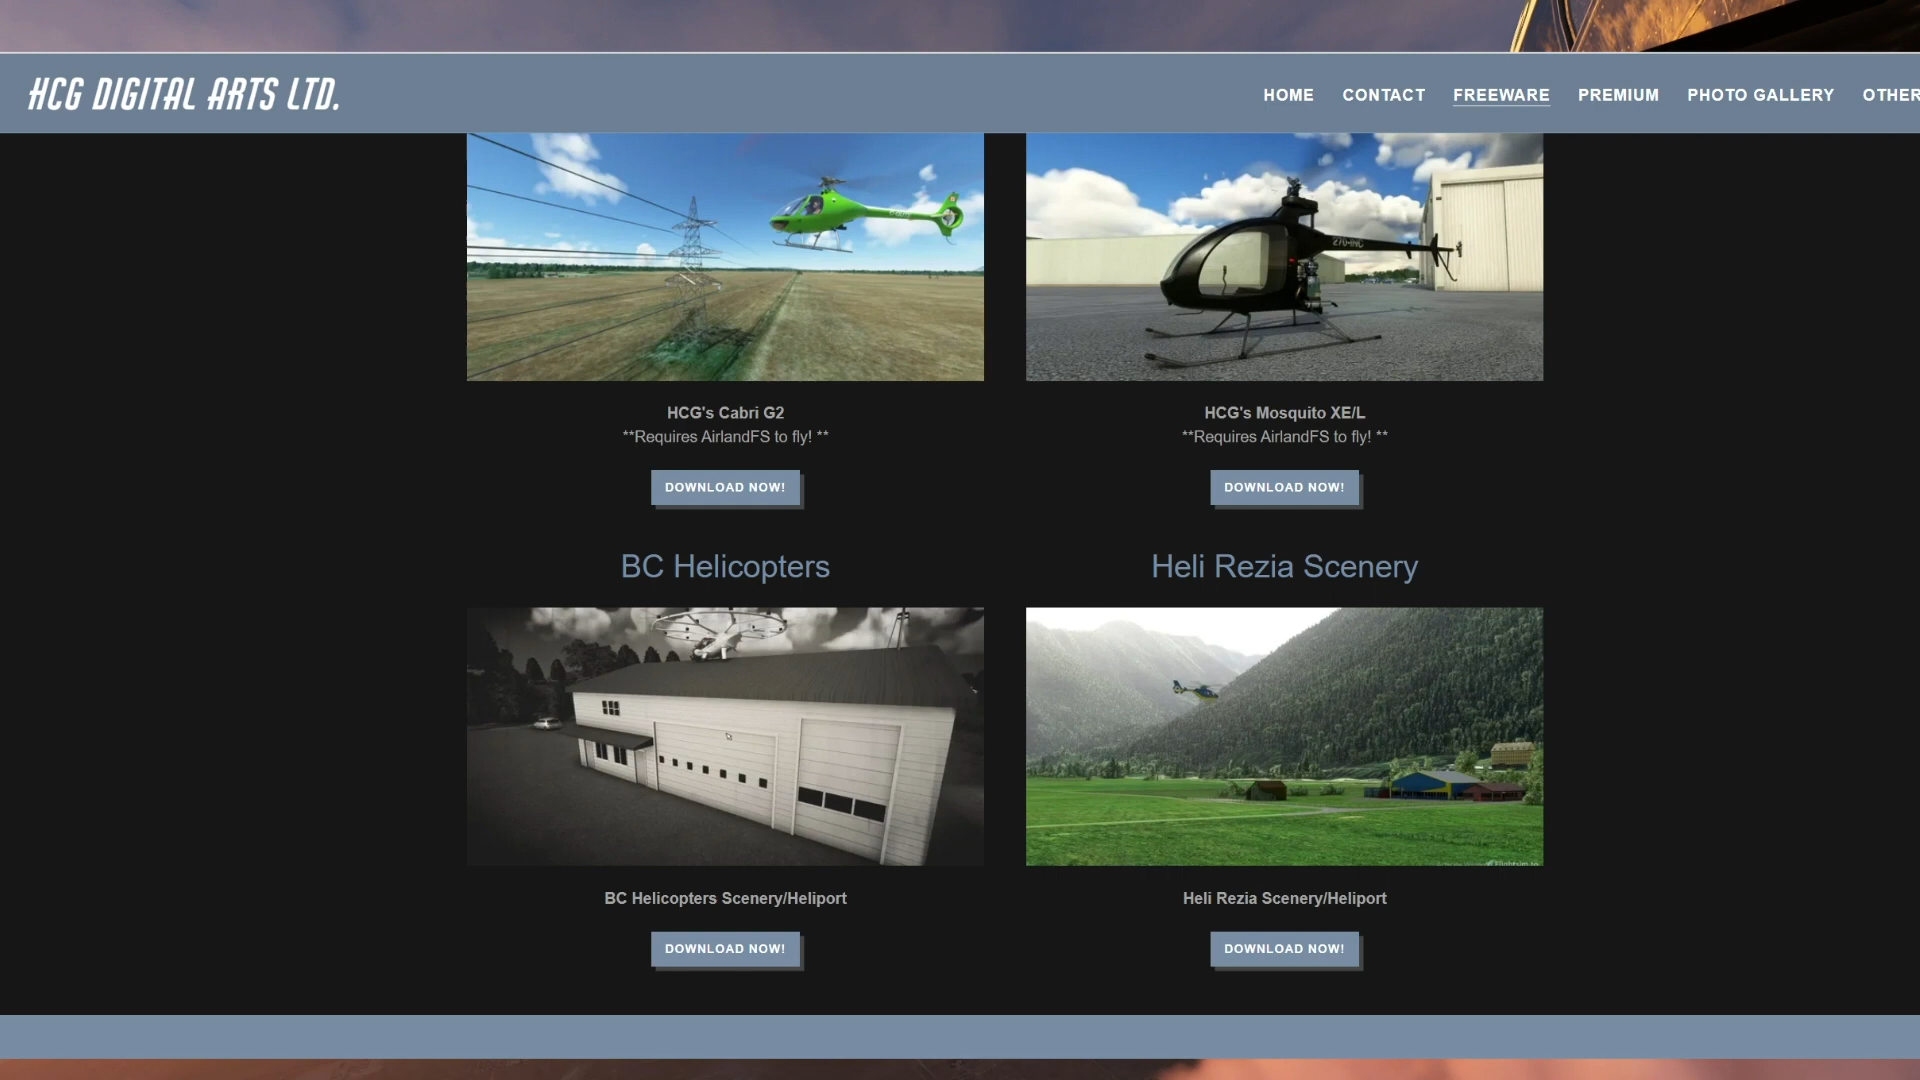 HCG DIGITAL ARTS LTD.
HOME CONTACT FREEWARE PREMIUM PHOTO GALLERY OTHER
270-INC
HCG's Cabri G2
**Requires AirlandFS to fly! **
DOWNLOAD NOW!
HCG's Mosquito XE/L
**Requires AirlandFS to fly! **
DOWNLOAD NOW!
BC Helicopters
Heli Rezia Scenery
BC Helicopters Scenery/Heliport
DOWNLOAD NOW!
Heli Rezia Scenery/Heliport
DOWNLOAD NOW!